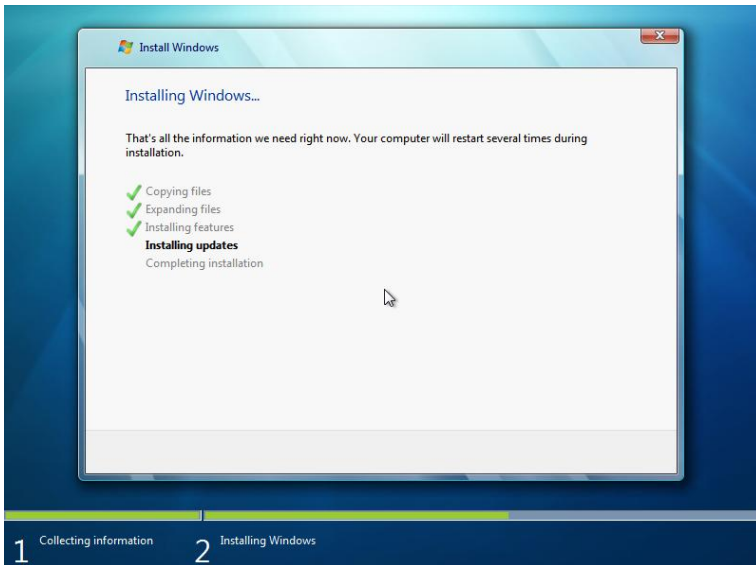 Install Windows
Installing Windows...
That's all the information we need right now. Your computer will restart several times during
installation.
Copying files
Expanding files
Installing features
Installing updates
Completing installation
1 Collecting information
2 Installing Windows